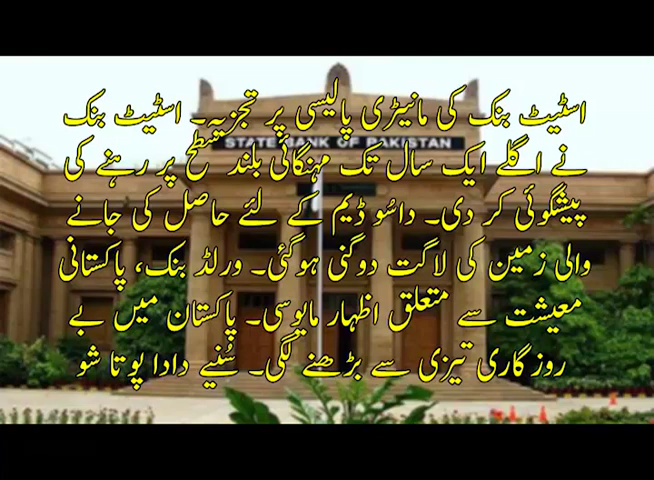 اسٹیٹ بنک کی مانیٹری پالیسی پر تجزیہ۔ اسٹیٹ بنک
STATE BANK OF PAKISTAN
نے اگلے ایک سال تک مہنگائی بلند سطح پر رہنے کی
پیشگوئی کر دی۔ داسُو ڈیم کے لئے حاصل کی جانے
والی زمین کی لاگت دوگنی ہوگئی۔ ورلڈ بنک، پاکستانی
معیشت سے متعلق اظہار مایوسی۔ پاکستان میں بے
روزگاری تیزی سے بڑھنے لگی۔ سُنیے دادا پوتا شو